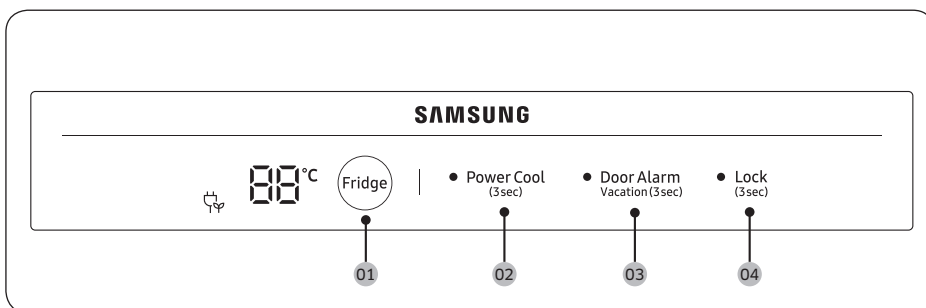 SAMSUNG
88°C Fridge Power Cool Door Alarm Lock
(3sec) Vacation(3sec) (3sec)
01 02 03 04